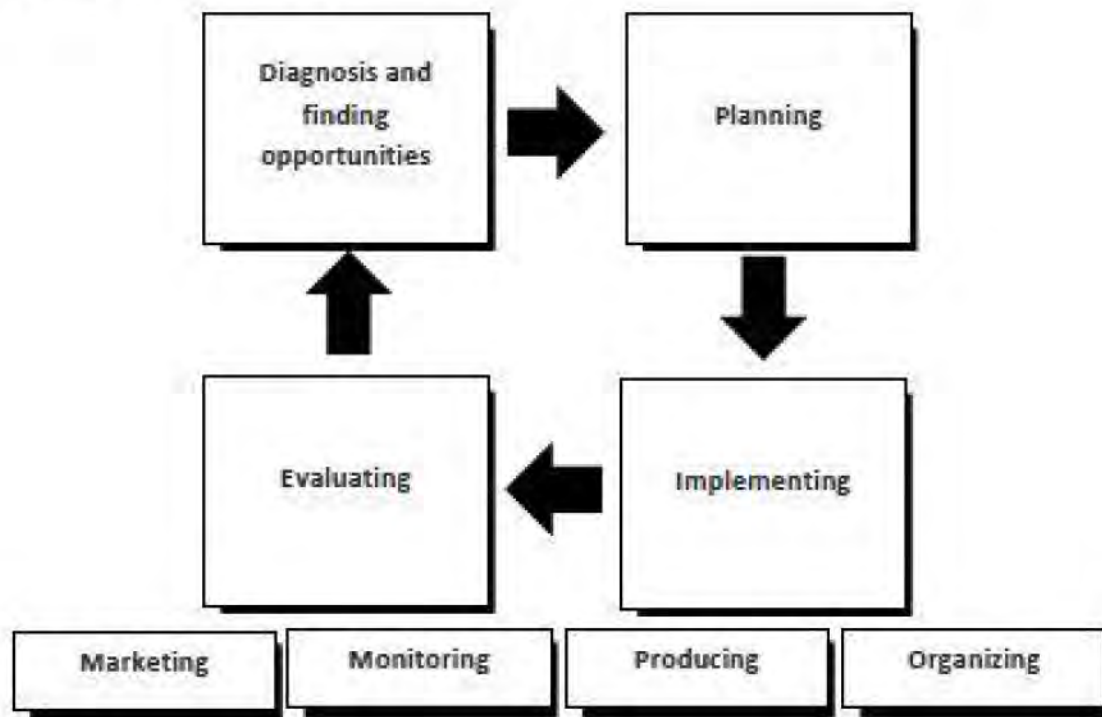 Diagnosis and
finding
opportunities
Planning
Evaluating
Implementing
Marketing
Monitoring
Producing
Organizing